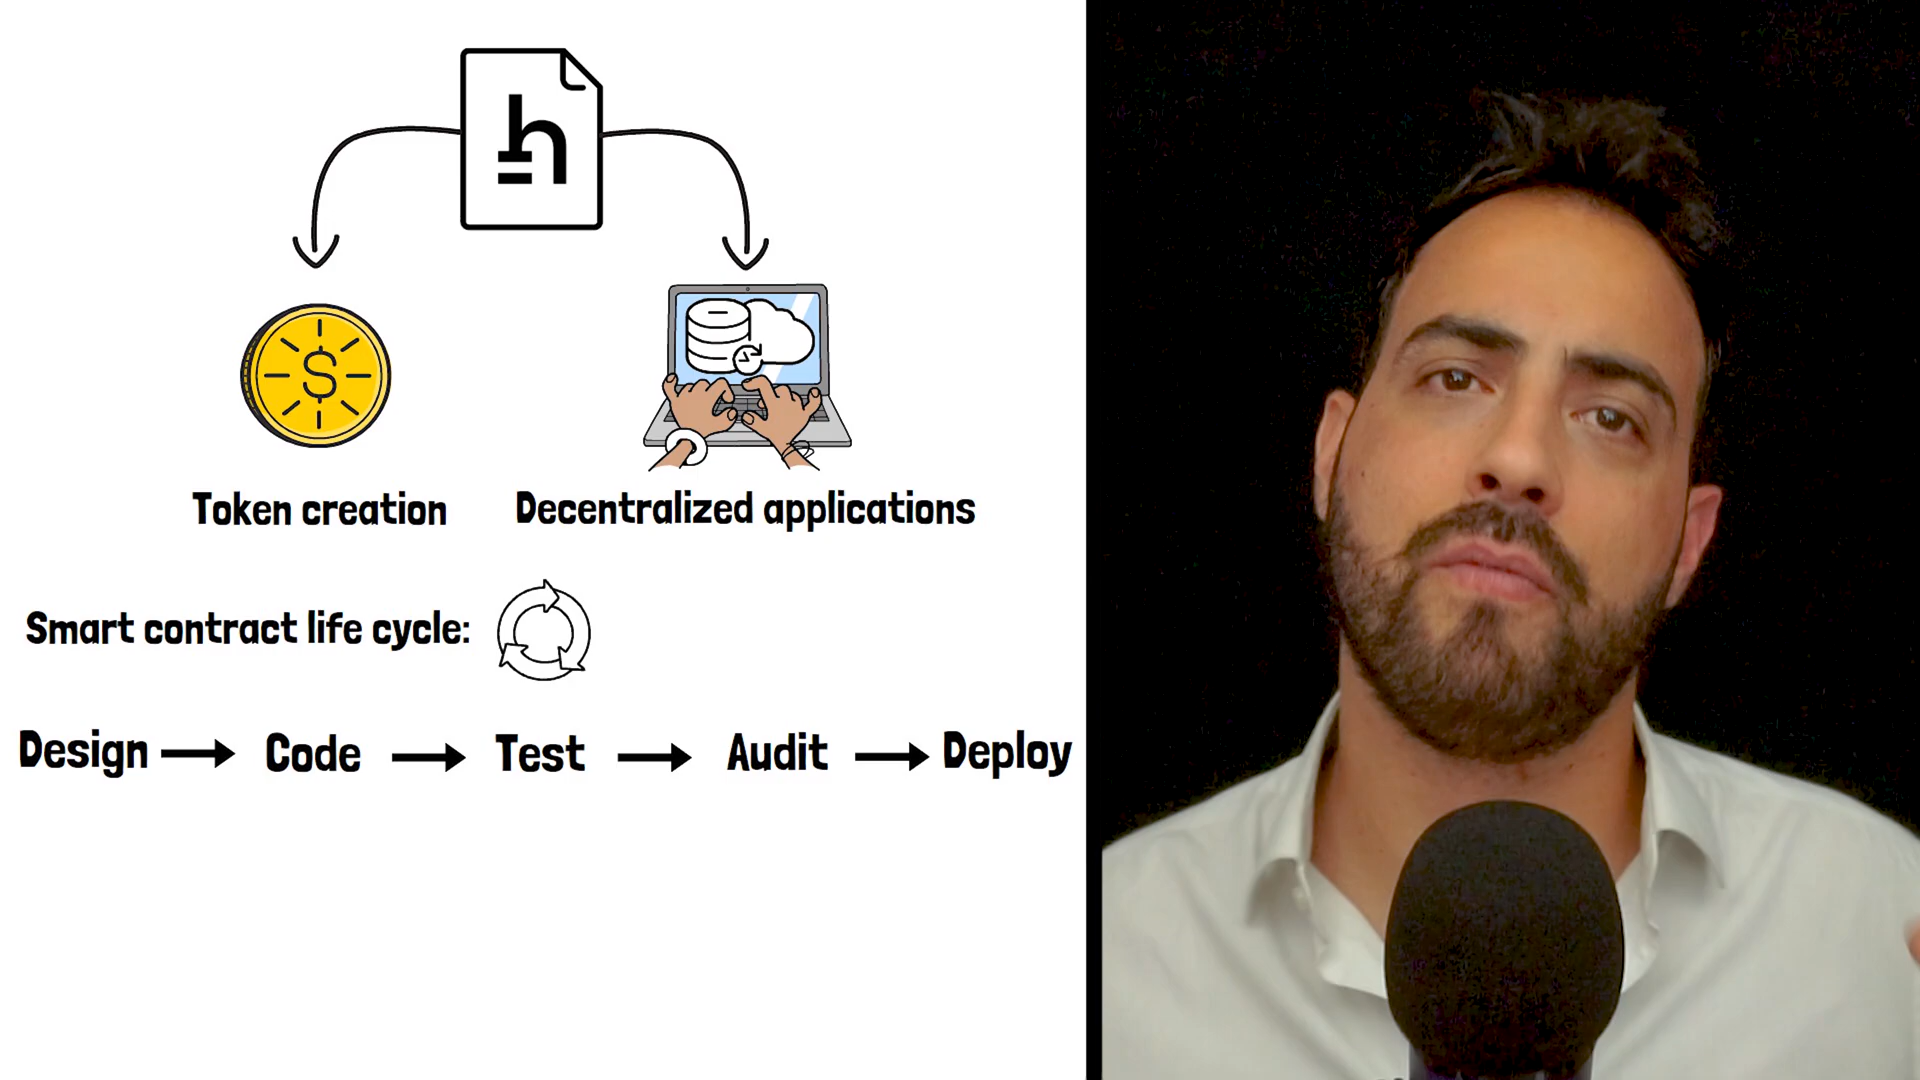 h
$
Token creation
Decentralized applications
Smart contract life cycle:
Design → Code → Test → Audit → Deploy